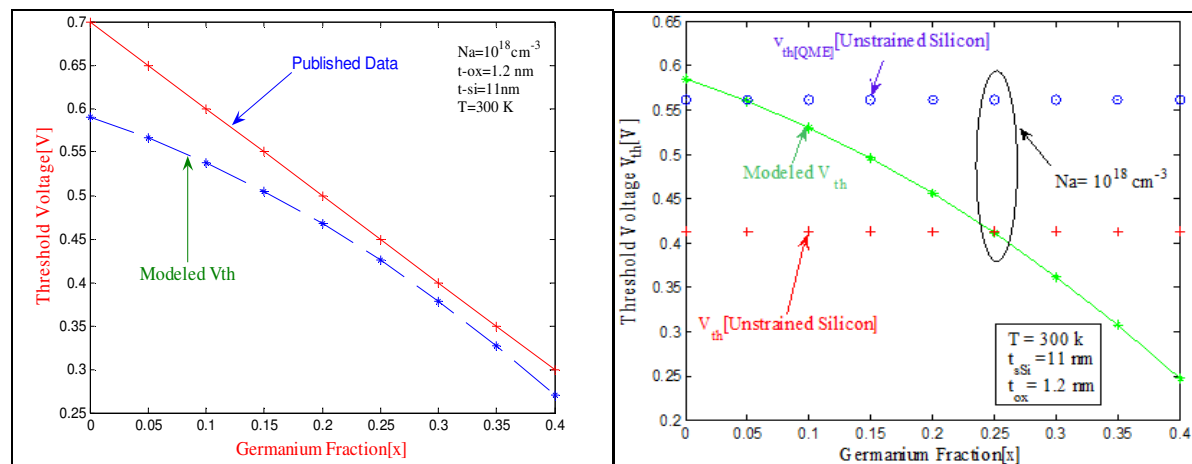 0.7
0.65
0.6
0.55
0.5
0.45
0.4
0.35
0.3
0.25
Threshold Voltage[V]
Published Data
Na=10^18cm^-3
t-ox=1.2 nm
t-si=11nm
T=300 K
Modeled Vth
0 0.05 0.1 0.15 0.2 0.25 0.3 0.35 0.4
Germanium Fraction[x]
0.65
0.6
0.55
0.5
0.45
0.4
0.35
0.3
0.25
0.2
Threshold Voltage V_th[V]
v_th[QME][Unstrained Silicon]
Modeled V_th
Na= 10^18 cm^-3
V_th[Unstrained Silicon]
T = 300 k
t_sSi =11 nm
t_ox = 1.2 nm
0 0.05 0.1 0.15 0.2 0.25 0.3 0.35 0.4
Germanium Fraction[x]